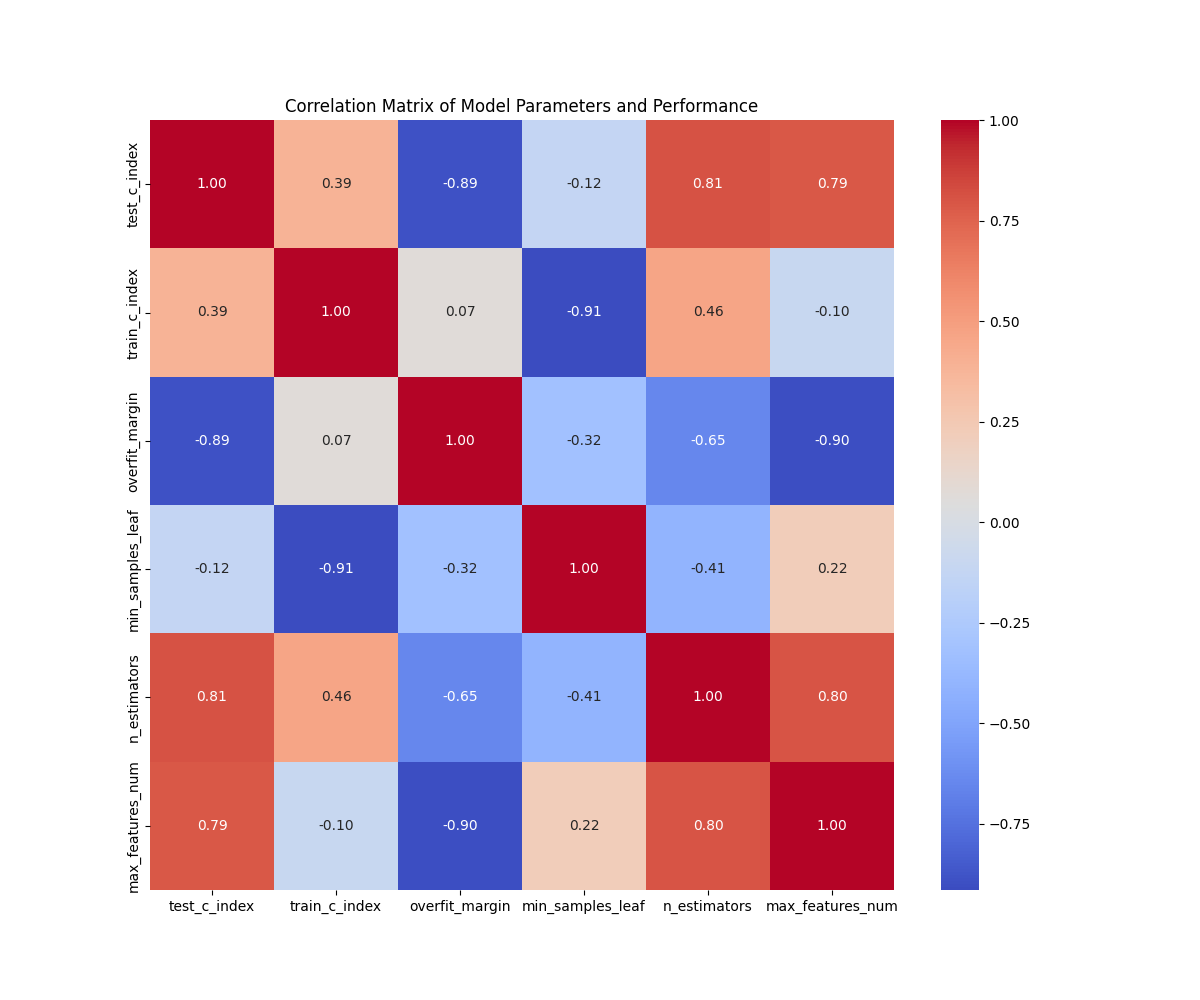 Correlation Matrix of Model Parameters and Performance
test_c_index 1.00 0.39 -0.89 -0.12 0.81 0.79
train_c_index 0.39 1.00 0.07 -0.91 0.46 -0.10
overfit_margin -0.89 0.07 1.00 -0.32 -0.65 -0.90
min_samples_leaf -0.12 -0.91 -0.32 1.00 -0.41 0.22
n_estimators 0.81 0.46 -0.65 -0.41 1.00 0.80
max_features_num 0.79 -0.10 -0.90 0.22 0.80 1.00
test_c_index train_c_index overfit_margin min_samples_leaf n_estimators max_features_num
1.00
0.75
0.50
0.25
0.00
−0.25
−0.50
−0.75